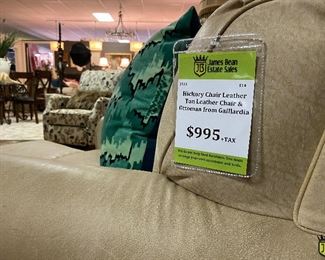 James Bean
Estate Sales
Hickory Chair Leather
Tan Leather Chair &
Ottoman from Gaillardia
$995.+TAX